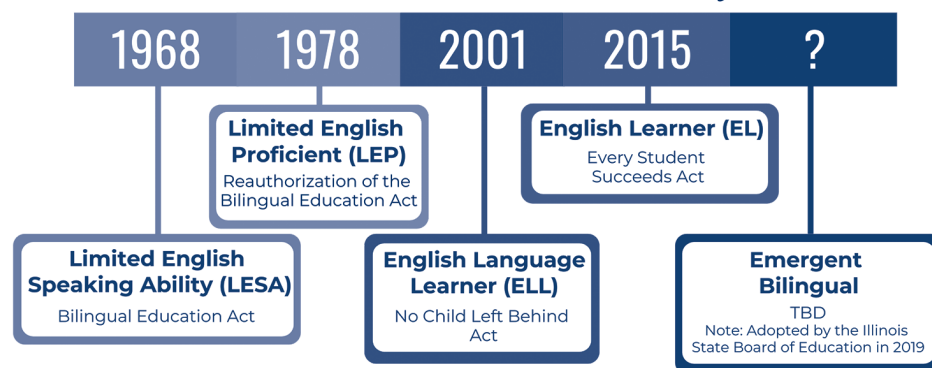 1968
1978
2001
2015
?
Limited English
Speaking Ability (LESA)
Bilingual Education Act
Limited English
Proficient (LEP)
Reauthorization of the
Bilingual Education Act
English Language
Learner (ELL)
No Child Left Behind
Act
English Learner (EL)
Every Student
Succeeds Act
Emergent
Bilingual
TBD
Note: Adopted by the Illinois
State Board of Education in 2019